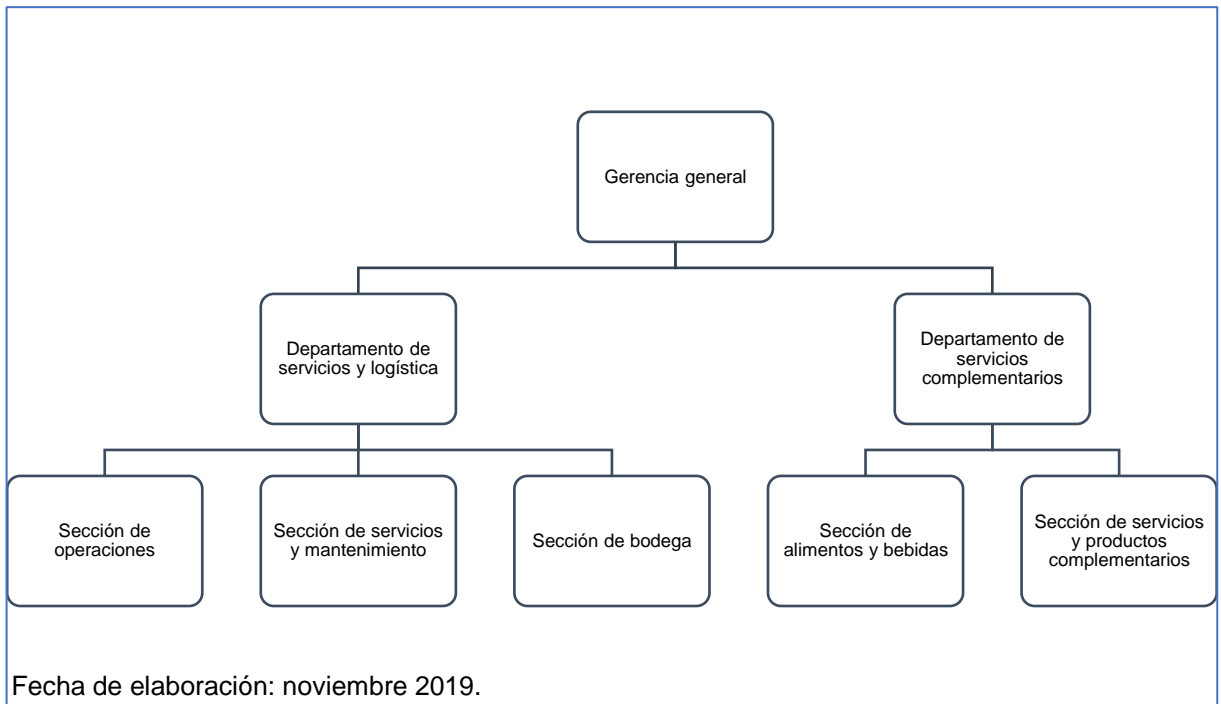 Gerencia general
Departamento de
servicios y logística
Departamento de
servicios
complementarios
Sección de
operaciones
Sección de servicios
y mantenimiento
Sección de bodega
Sección de
alimentos y bebidas
Sección de servicios
y productos
complementarios
Fecha de elaboración: noviembre 2019.